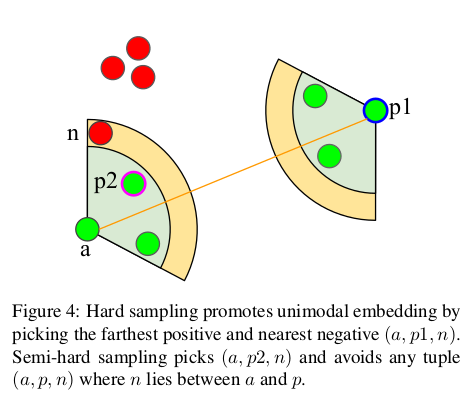 p1
n
p2
a
Figure 4: Hard sampling promotes unimodal embedding by
picking the farthest positive and nearest negative (a, p1, n).
Semi-hard sampling picks (a, p2, n) and avoids any tuple
(a, p, n) where n lies between a and p.